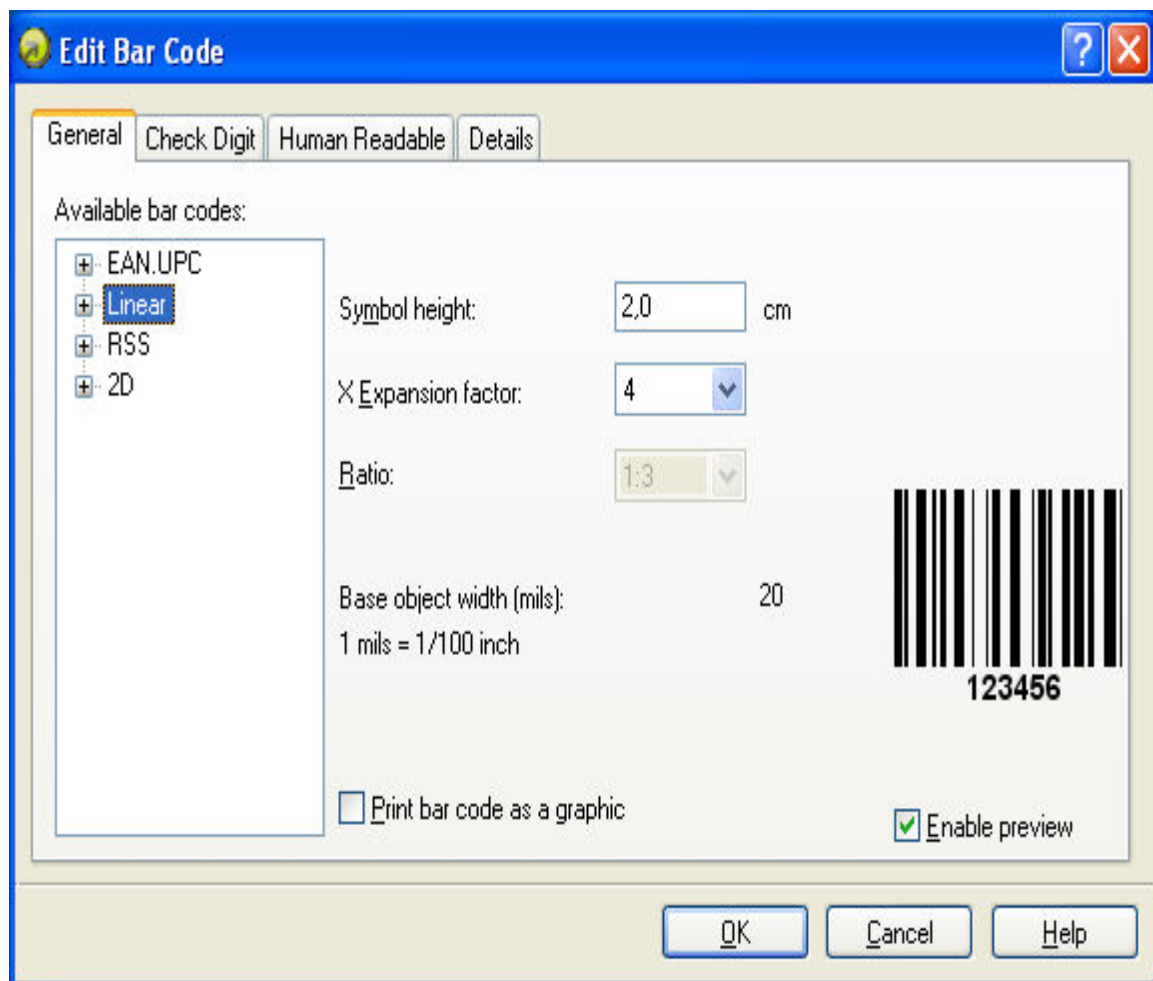 Edit Bar Code
General Check Digit Human Readable Details
Available bar codes:
EAN.UPC
Linear
RSS
2D
Symbol height: 2,0 cm
X Expansion factor: 4
Ratio: 1:3
Base object width (mils): 20
1 mils = 1/100 inch
123456
Print bar code as a graphic
Enable preview
OK Cancel Help